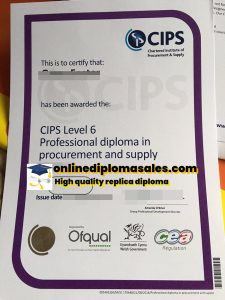 CIPS
Chartered Institute of
Procurement & Supply
This is to certify that:
has been awarded the:
CIPS Level 6
Professional diploma in
procurement and supply
onlinediplomasales.com
High quality replica diploma
Issue date
Ofqual
Llywodraeth Cymru
Welsh Government
Rewarding Learning
Regulation